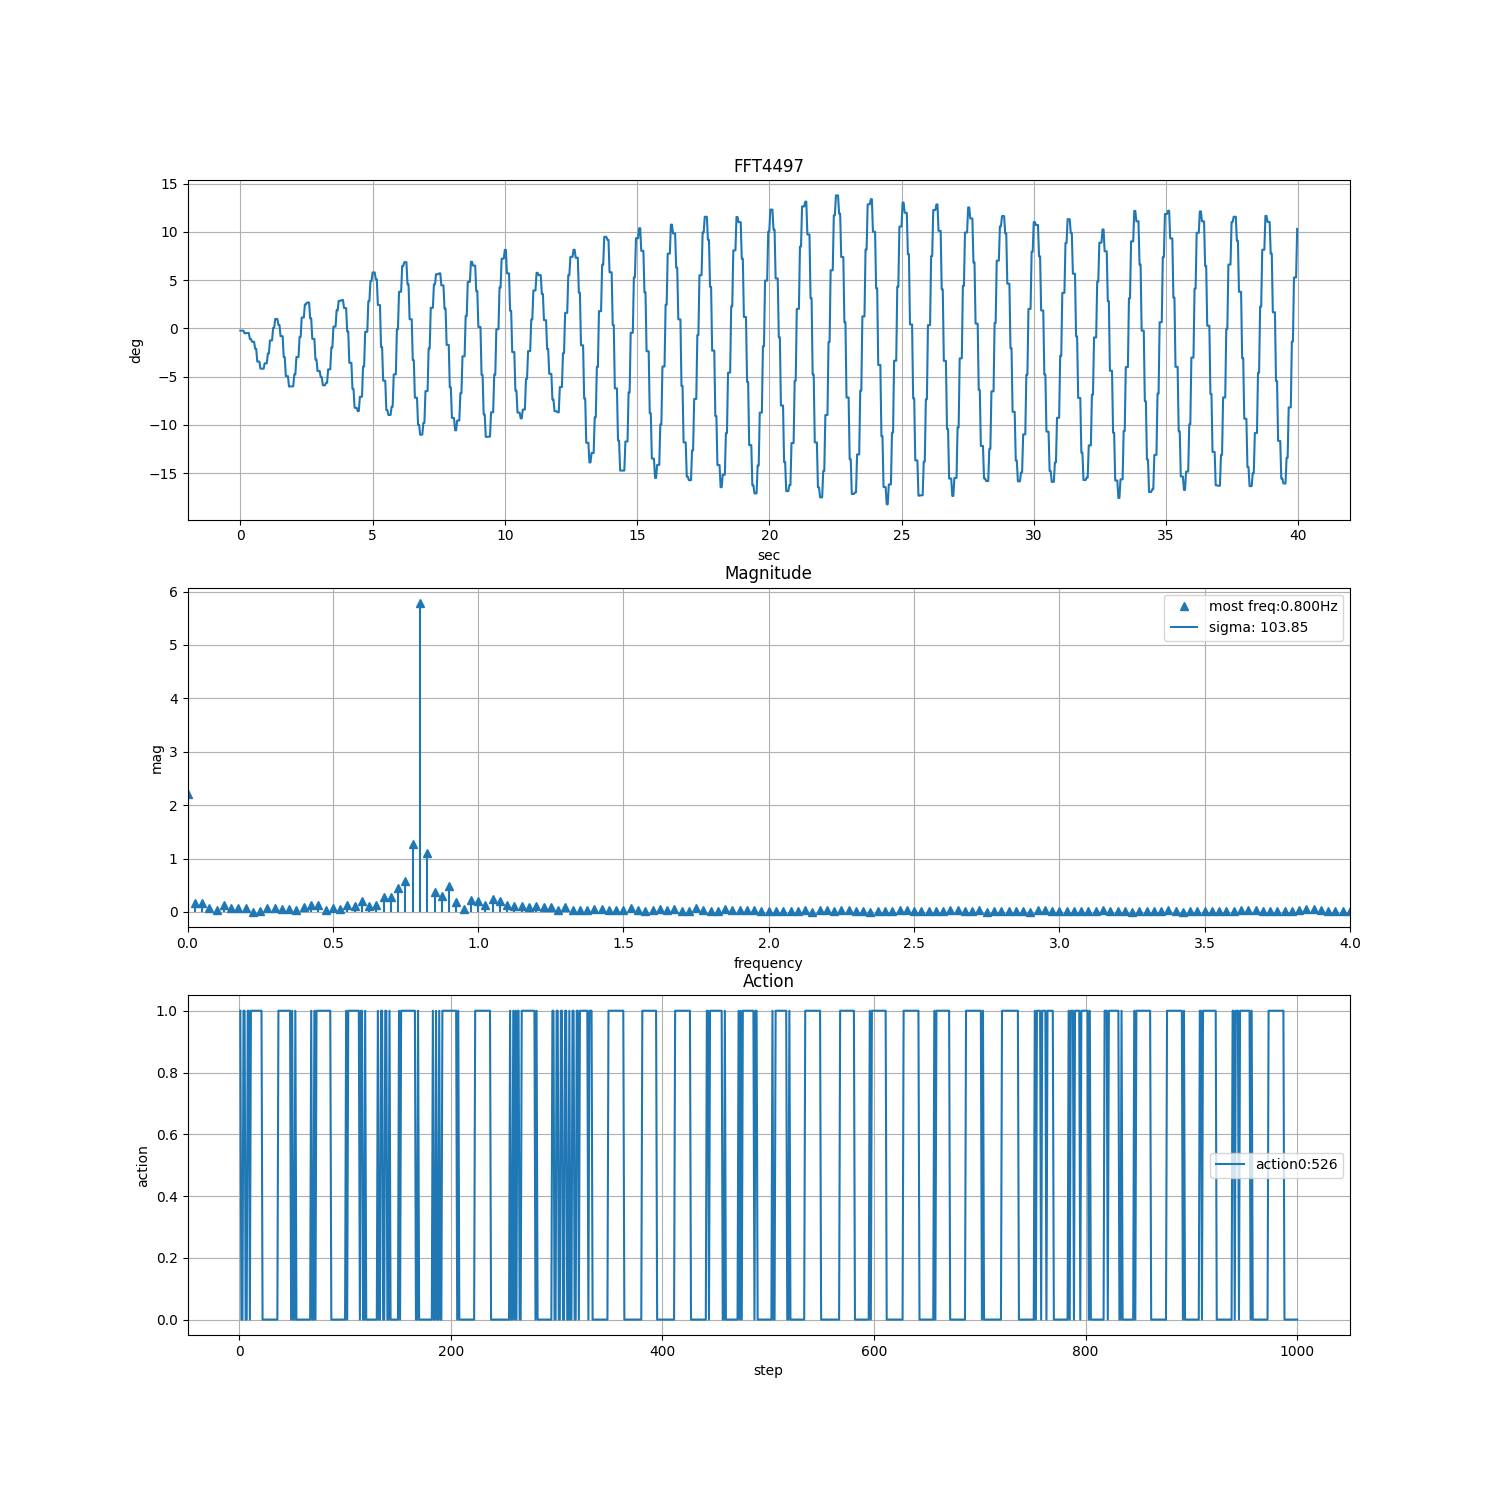 FFT4497
15
10
5
0
−5
−10
−15
deg
0 5 10 15 20 25 30 35 40
sec
Magnitude
6
5
4
3
2
1
0
mag
most freq:0.800Hz
sigma: 103.85
0.0 0.5 1.0 1.5 2.0 2.5 3.0 3.5 4.0
frequency
Action
1.0
0.8
0.6
0.4
0.2
0.0
action
action0:526
0 200 400 600 800 1000
step